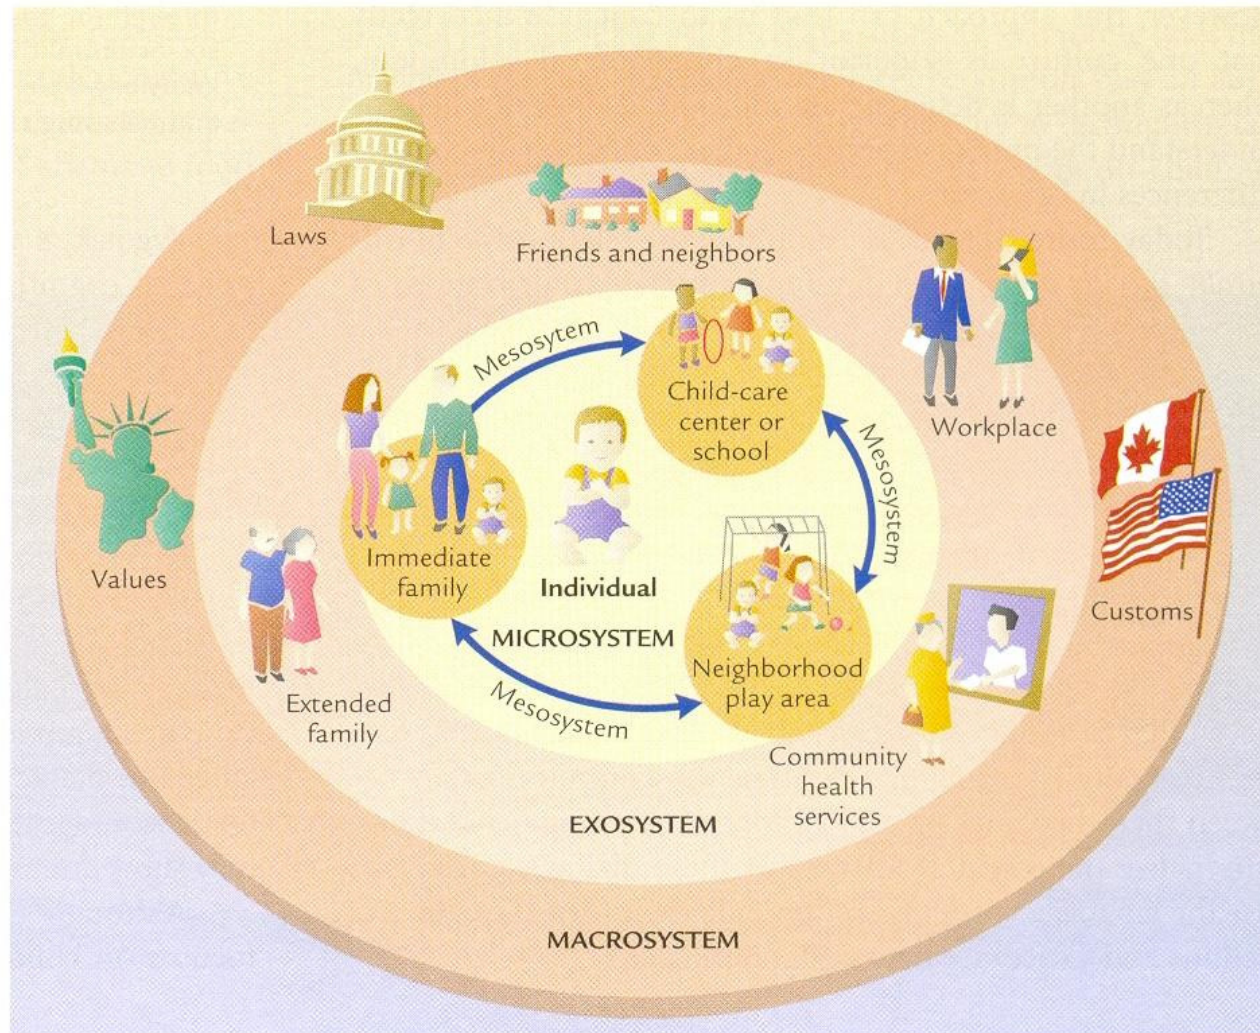 Laws
Friends and neighbors
Mesosytem
Child-care
center or
school
Workplace
Mesosystem
Values
Immediate
family
Individual
MICROSYSTEM
Customs
Neighborhood
play area
Mesosystem
Extended
family
Community
health
services
EXOSYSTEM
MACROSYSTEM